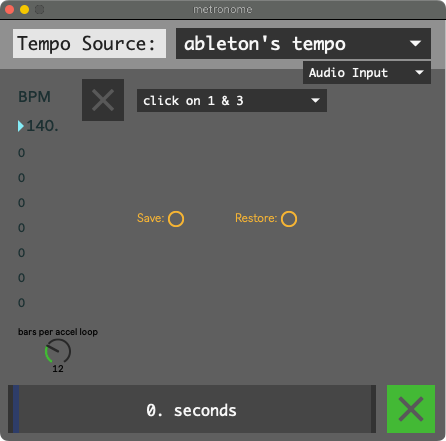 metronome
Tempo Source: ableton's tempo
Audio Input
BPM
click on 1 & 3
140.
0
0
0
Save: Restore:
0
0
0
0
bars per accel loop
12
0. seconds